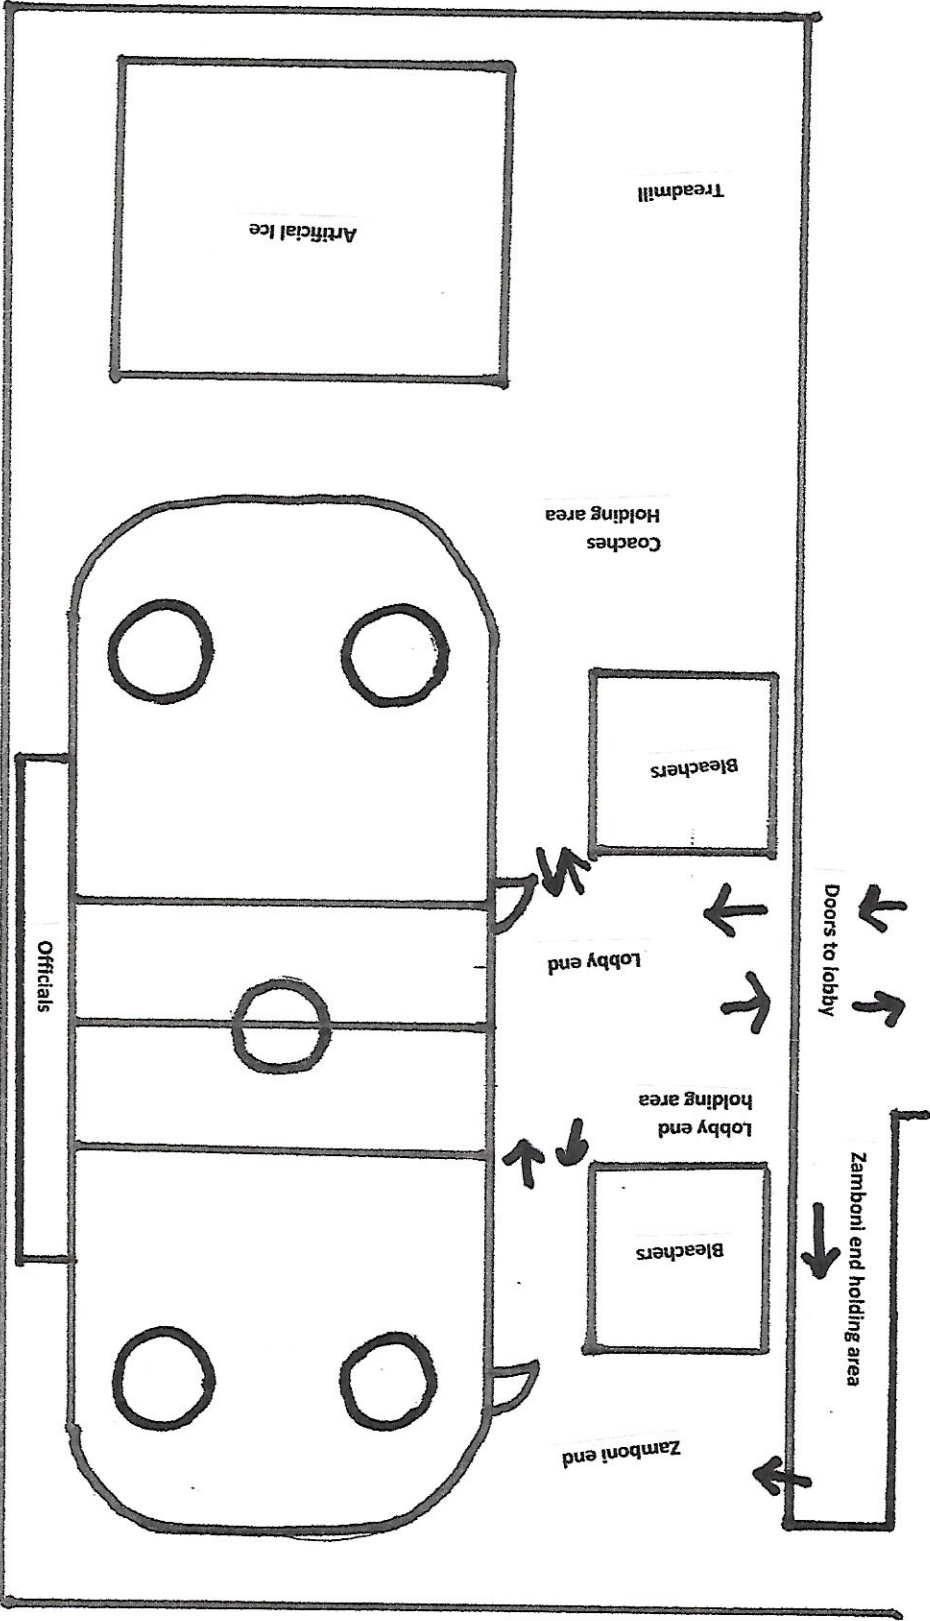 Treadmill
Artificial Ice
Coaches
Holding area
Bleachers
Doors to lobby
Lobby end
Officials
Lobby end
holding area
Zamboni end holding area
Bleachers
Zamboni end